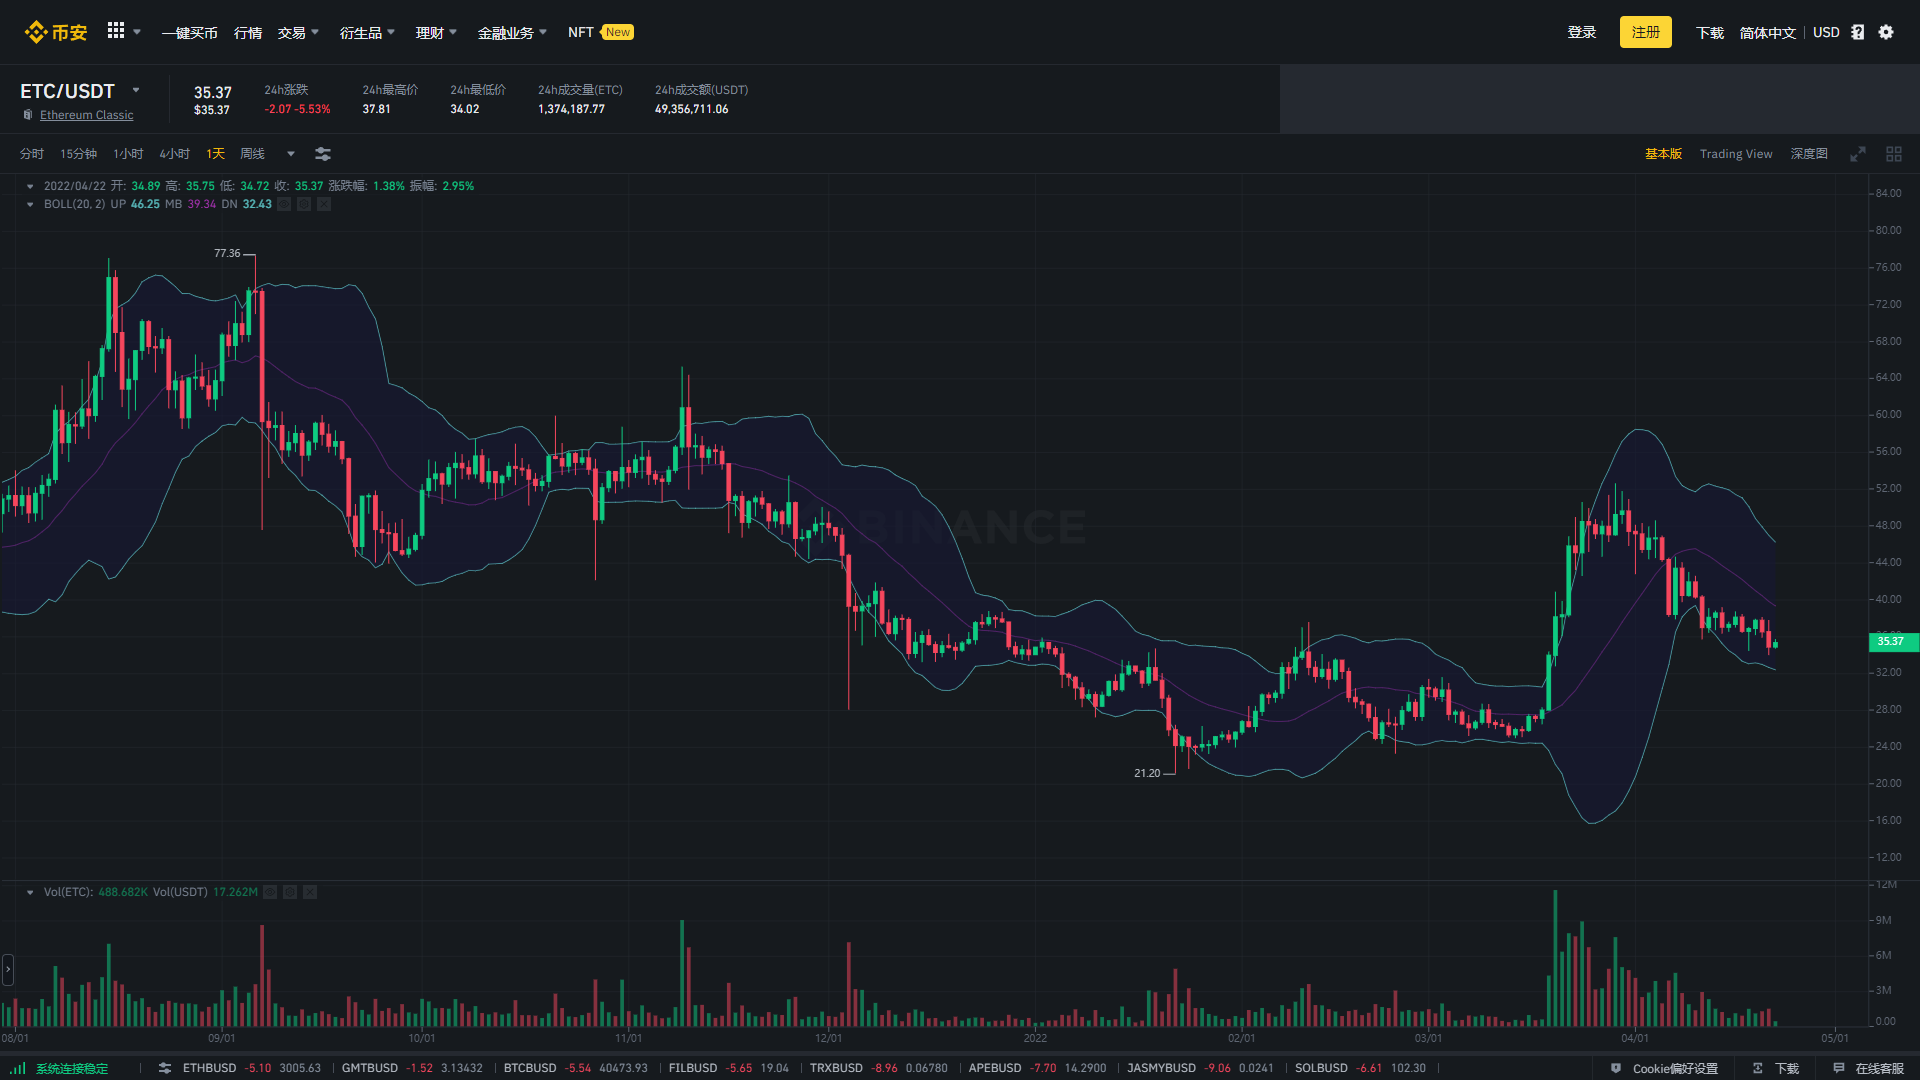 币安 一键买币 行情 交易 衍生品 理财 金融业务 NFT New 登录 注册 下载 简体中文 USD
ETC/USDT 35.37 24h涨跌 24h最高价 24h最低价 24h成交量(ETC) 24h成交额(USDT)
Ethereum Classic $35.37 -2.07 -5.53% 37.81 34.02 1,374,187.77 49,356,711.06
分时 15分钟 1小时 4小时 1天 周线 基本版 Trading View 深度图
2022/04/22 开: 34.89 高: 35.75 低: 34.72 收: 35.37 涨跌幅: 1.38% 振幅: 2.95%
BOLL(20, 2) UP 46.25 MB 39.34 DN 32.43
84.00
80.00
77.36
76.00
72.00
68.00
64.00
60.00
56.00
52.00
48.00
BINANCE
44.00
40.00
35.37
32.00
28.00
24.00
21.20
20.00
16.00
12.00
Vol(ETC): 488.682K Vol(USDT) 17.262M
12M
9M
6M
3M
0.00
08/01 09/01 10/01 11/01 12/01 2022 02/01 03/01 04/01 05/01
系统连接稳定 ETHBUSD -5.10 3005.63 GMTBUSD -1.52 3.13432 BTCBUSD -5.54 40473.93 FILBUSD -5.65 19.04 TRXBUSD -8.96 0.06780 APEBUSD -7.70 14.2900 JASMYBUSD -9.06 0.0241 SOLBUSD -6.61 102.30 Cookie偏好设置 下载 在线客服